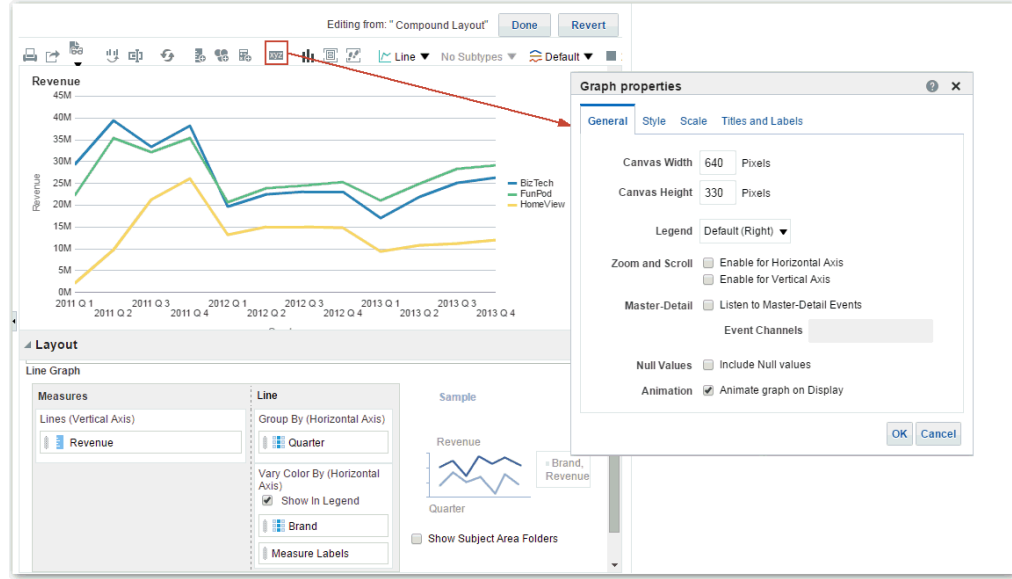 Editing from: "Compound Layout" Done Revert
xyz Line No Subtypes Default
Revenue
45M
40M
35M
30M
25M
20M
15M
10M
5M
0M
Revenue
2011 Q 1
2011 Q 2
2011 Q 3
2011 Q 4
2012 Q 1
2012 Q 2
2012 Q 3
2012 Q 4
2013 Q 1
2013 Q 2
2013 Q 3
2013 Q 4
BizTech
FunPod
HomeView
Layout
Line Graph
Measures
Lines (Vertical Axis)
Revenue
Line
Group By (Horizontal Axis)
Quarter
Vary Color By (Horizontal
Axis)
Show In Legend
Brand
Measure Labels
Sample
Revenue
Brand,
Revenue
Quarter
Show Subject Area Folders
Graph properties
General Style Scale Titles and Labels
Canvas Width 640 Pixels
Canvas Height 330 Pixels
Legend Default (Right)
Zoom and Scroll Enable for Horizontal Axis
Enable for Vertical Axis
Master-Detail Listen to Master-Detail Events
Event Channels
Null Values Include Null values
Animation Animate graph on Display
OK Cancel